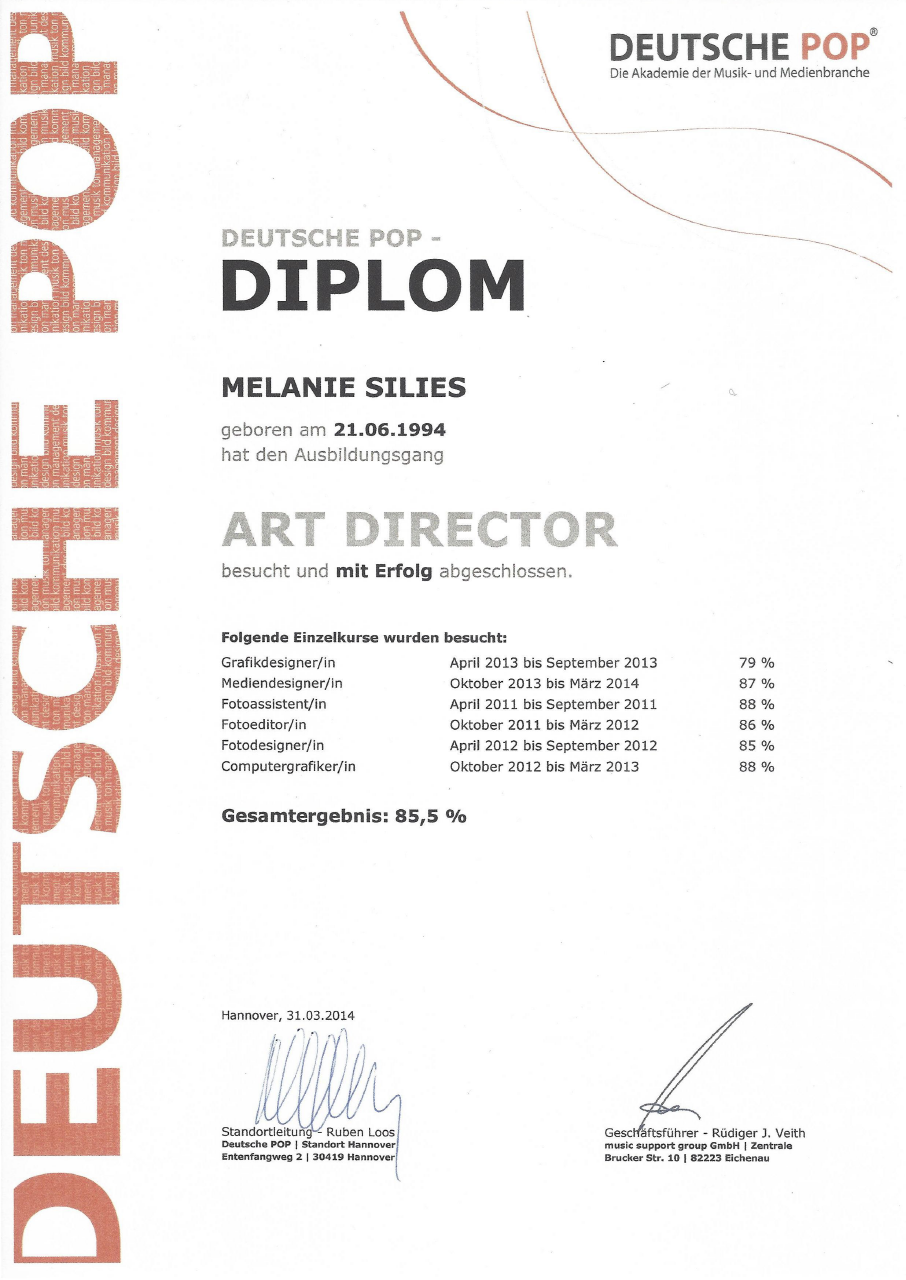 DEUTSCHE POP
DEUTSCHE POP®
Die Akademie der Musik- und Medienbranche
DEUTSCHE POP -
DIPLOM
MELANIE SILIES
geboren am 21.06.1994
hat den Ausbildungsgang
ART DIRECTOR
besucht und mit Erfolg abgeschlossen.
Folgende Einzelkurse wurden besucht:
Grafikdesigner/in April 2013 bis September 2013 79 %
Mediendesigner/in Oktober 2013 bis März 2014 87 %
Fotoassistent/in April 2011 bis September 2011 88 %
Fotoeditor/in Oktober 2011 bis März 2012 86 %
Fotodesigner/in April 2012 bis September 2012 85 %
Computergrafiker/in Oktober 2012 bis März 2013 88 %
Gesamtergebnis: 85,5 %
Hannover, 31.03.2014
Standortleitung - Ruben Loos
Deutsche POP | Standort Hannover
Entenfangweg 2 | 30419 Hannover
Geschäftsführer - Rüdiger J. Veith
music support group GmbH | Zentrale
Brucker Str. 10 | 82223 Eichenau